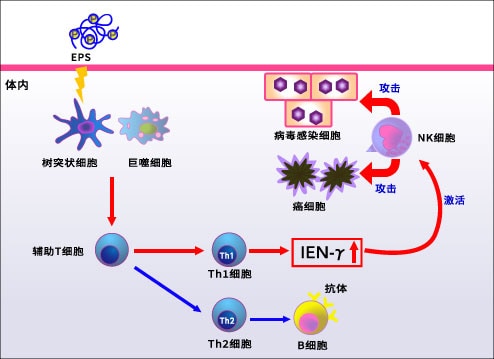 EPS
体内
树突状细胞
巨噬细胞
病毒感染细胞
攻击
NK细胞
攻击
癌细胞
激活
辅助T细胞
Th1
Th1细胞
IEN-γ
Th2
Th2细胞
抗体
B细胞